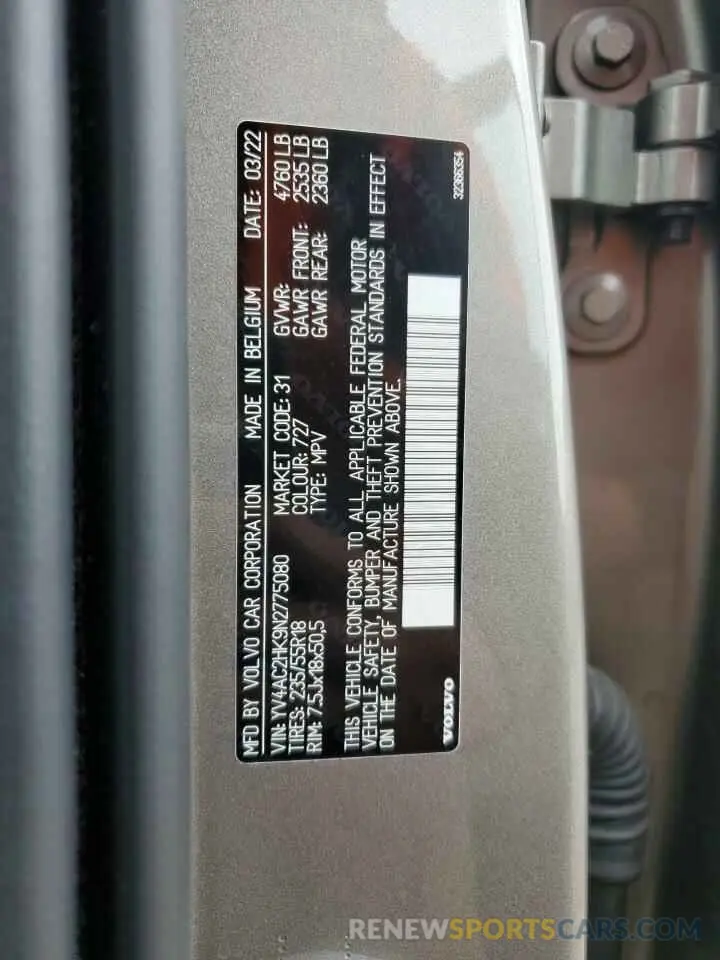 MFD BY VOLVO CAR CORPORATION MADE IN BELGIUM DATE: 03/22
VIN: YV4AC2HK9N2775080 MARKET CODE: 31 GVWR: 4760 LB
TIRES: 235/55R18 COLOUR: 727 GAWR FRONT: 2535 LB
RIM: 7.5Jx18x50,5 TYPE: MPV GAWR REAR: 2360 LB
THIS VEHICLE CONFORMS TO ALL APPLICABLE FEDERAL MOTOR
VEHICLE SAFETY, BUMPER AND THEFT PREVENTION STANDARDS IN EFFECT
ON THE DATE OF MANUFACTURE SHOWN ABOVE.
VOLVO 32386354
RENEWSPORTSCARS.COM